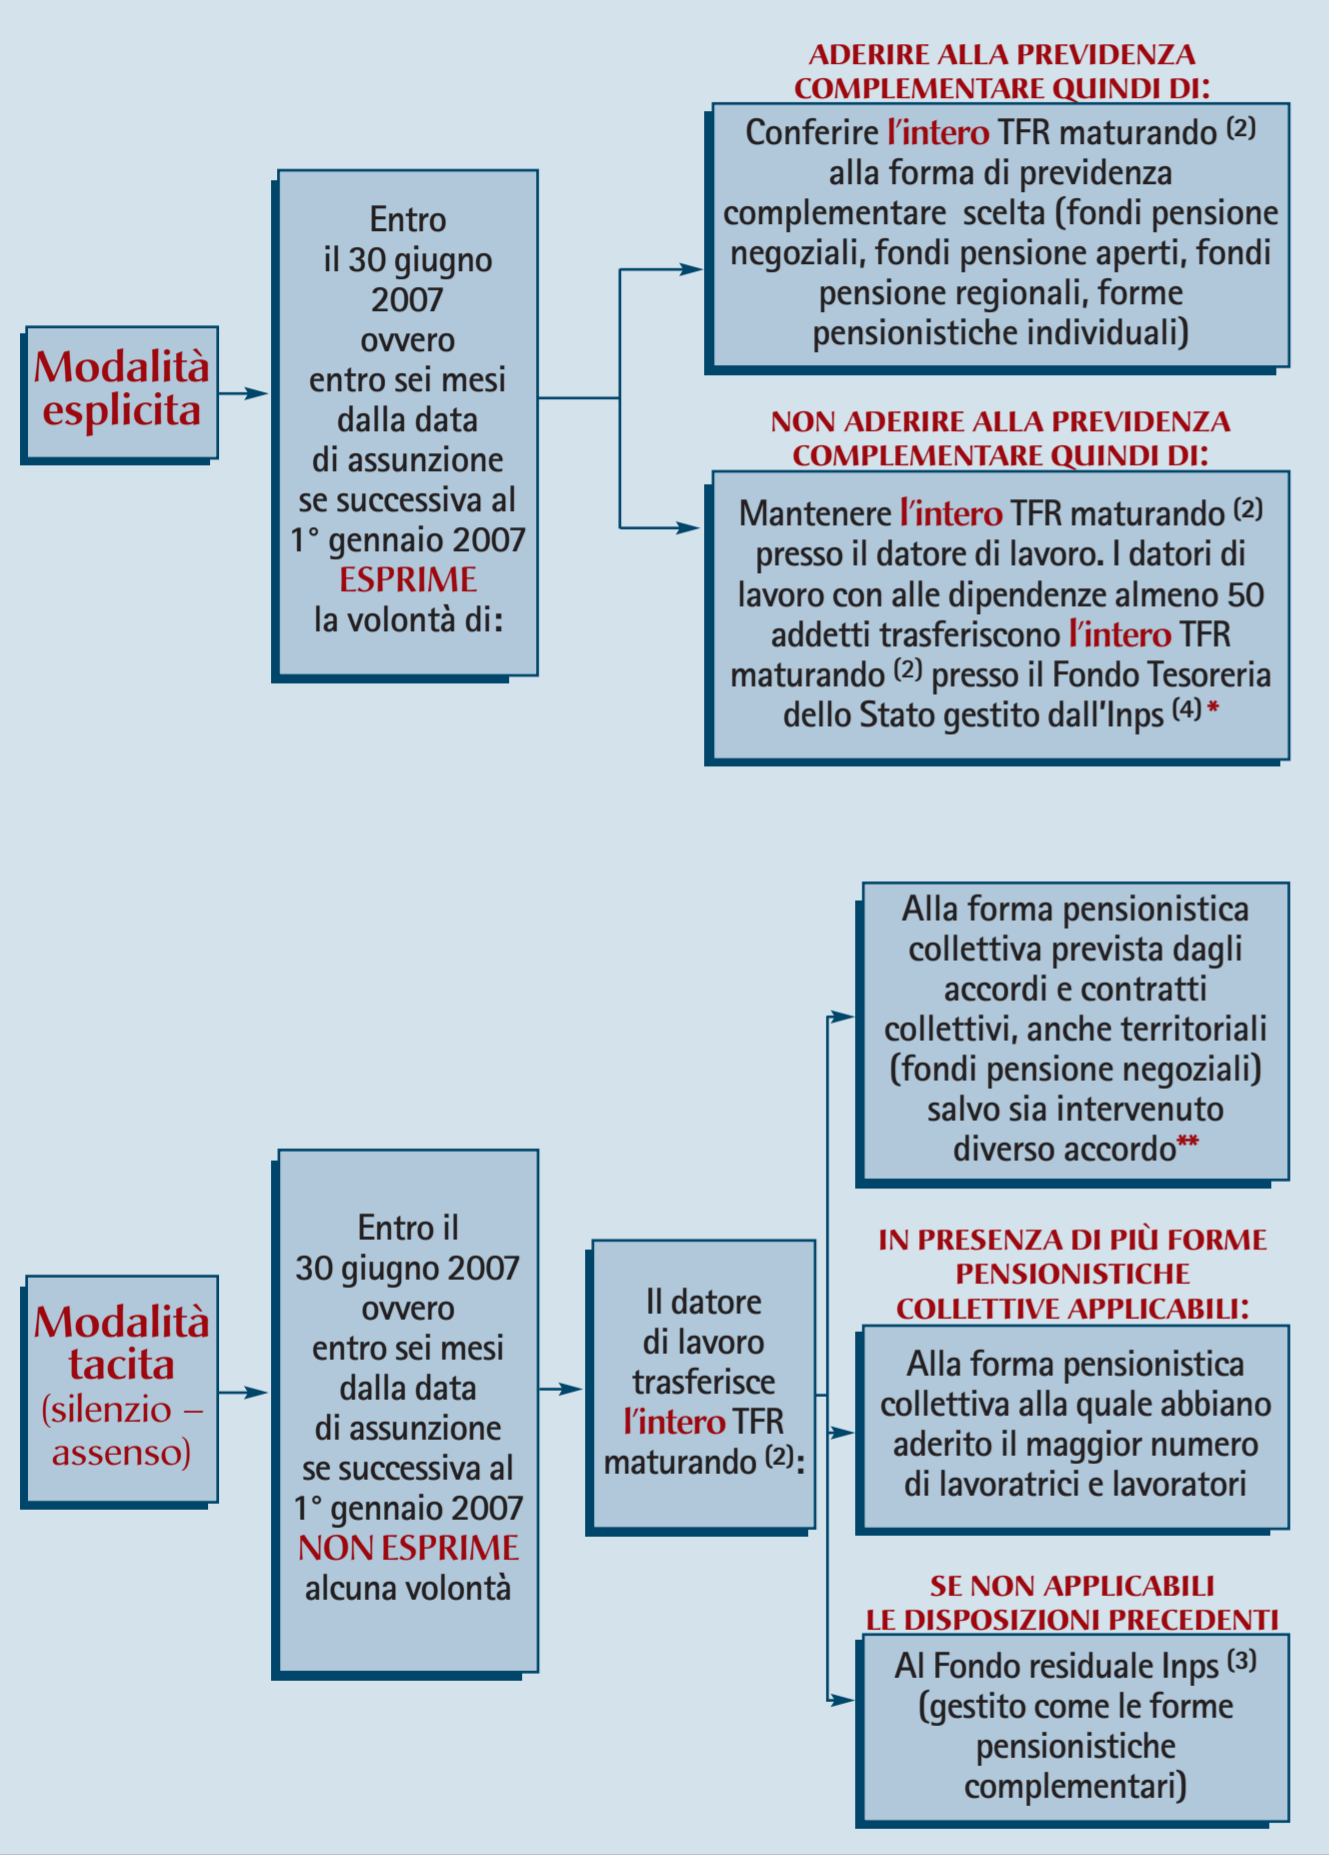 Modalità
esplicita
Entro
il 30 giugno
2007
ovvero
entro sei mesi
dalla data
di assunzione
se successiva al
1° gennaio 2007
ESPRIME
la volontà di:
ADERIRE ALLA PREVIDENZA
COMPLEMENTARE QUINDI DI:
Conferire l'intero TFR maturando (2)
alla forma di previdenza
complementare scelta (fondi pensione
negoziali, fondi pensione aperti, fondi
pensione regionali, forme
pensionistiche individuali)
NON ADERIRE ALLA PREVIDENZA
COMPLEMENTARE QUINDI DI:
Mantenere l'intero TFR maturando (2)
presso il datore di lavoro. I datori di
lavoro con alle dipendenze almeno 50
addetti trasferiscono l'intero TFR
maturando (2) presso il Fondo Tesoreria
dello Stato gestito dall'Inps (4) *
Modalità
tacita
(silenzio –
assenso)
Entro il
30 giugno 2007
ovvero
entro sei mesi
dalla data
di assunzione
se successiva al
1° gennaio 2007
NON ESPRIME
alcuna volontà
Il datore
di lavoro
trasferisce
l'intero TFR
maturando (2):
Alla forma pensionistica
collettiva prevista dagli
accordi e contratti
collettivi, anche territoriali
(fondi pensione negoziali)
salvo sia intervenuto
diverso accordo**
IN PRESENZA DI PIÙ FORME
PENSIONISTICHE
COLLETTIVE APPLICABILI:
Alla forma pensionistica
collettiva alla quale abbiano
aderito il maggior numero
di lavoratrici e lavoratori
SE NON APPLICABILI
LE DISPOSIZIONI PRECEDENTI
Al Fondo residuale Inps (3)
(gestito come le forme
pensionistiche
complementari)